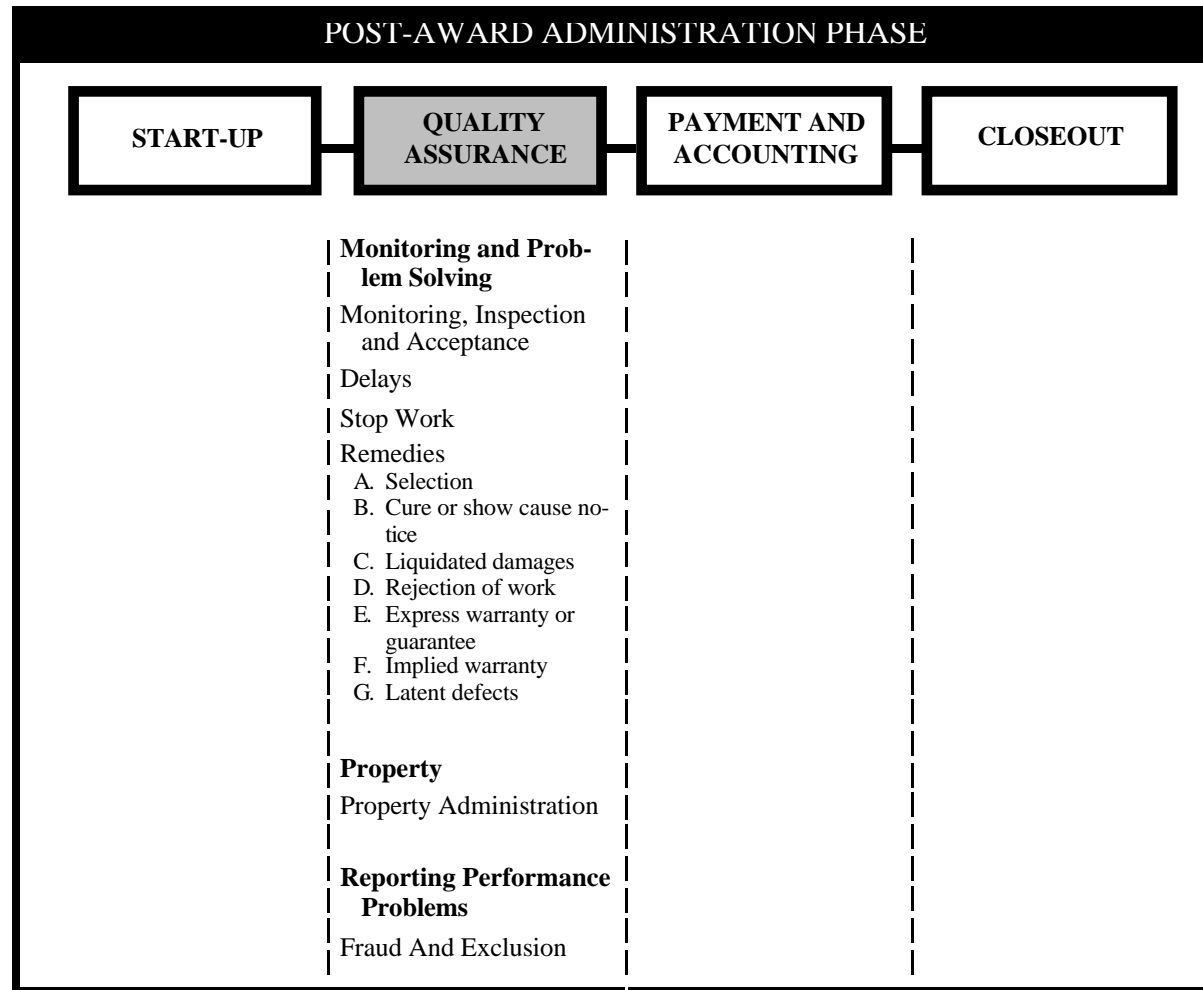 POST-AWARD ADMINISTRATION PHASE
START-UP
QUALITY
ASSURANCE
PAYMENT AND
ACCOUNTING
CLOSEOUT
Monitoring and Prob-
lem Solving
Monitoring, Inspection
and Acceptance
Delays
Stop Work
Remedies
A. Selection
B. Cure or show cause no-
tice
C. Liquidated damages
D. Rejection of work
E. Express warranty or
guarantee
F. Implied warranty
G. Latent defects
Property
Property Administration
Reporting Performance
Problems
Fraud And Exclusion